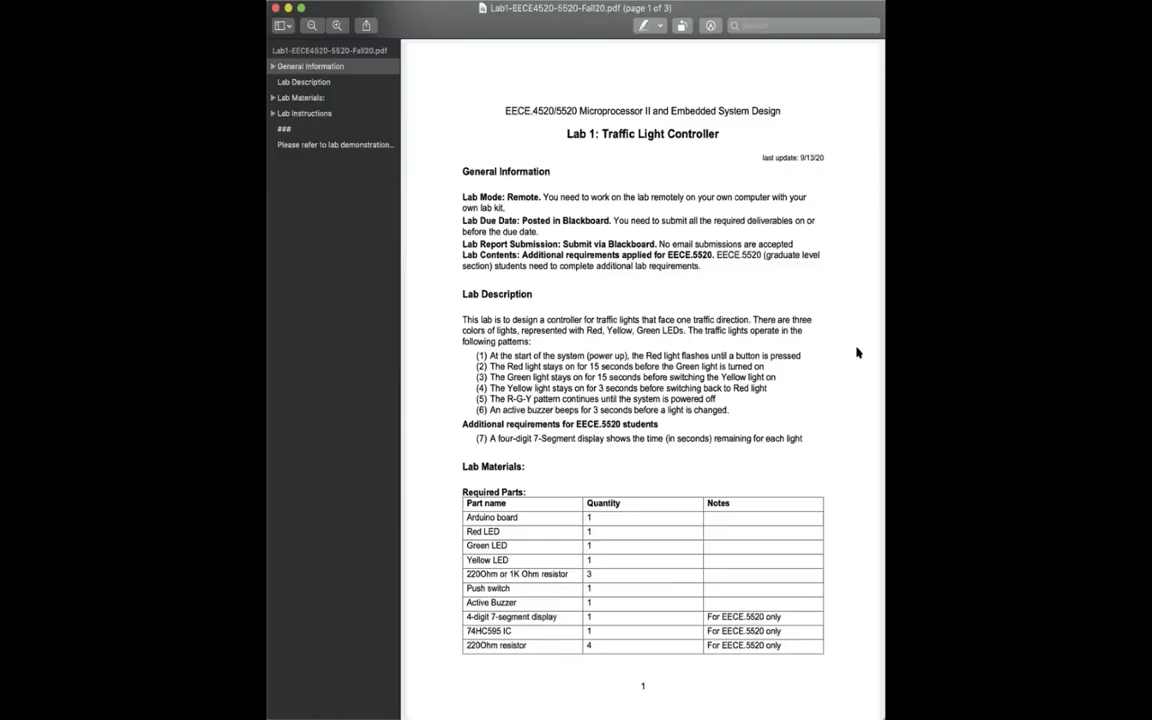 Lab1-EECE4520-5520-Fall20.pdf (page 1 of 3)
Search
Lab1-EECE4520-5520-Fall20.pdf
General Information
Lab Description
Lab Materials:
Lab Instructions
###
Please refer to lab demonstration...
EECE.4520/5520 Microprocessor II and Embedded System Design
Lab 1: Traffic Light Controller
last update: 9/13/20
General Information
Lab Mode: Remote. You need to work on the lab remotely on your own computer with your
own lab kit.
Lab Due Date: Posted in Blackboard. You need to submit all the required deliverables on or
before the due date.
Lab Report Submission: Submit via Blackboard. No email submissions are accepted
Lab Contents: Additional requirements applied for EECE.5520. EECE.5520 (graduate level
section) students need to complete additional lab requirements.
Lab Description
This lab is to design a controller for traffic lights that face one traffic direction. There are three
colors of lights, represented with Red, Yellow, Green LEDs. The traffic lights operate in the
following patterns:
(1) At the start of the system (power up), the Red light flashes until a button is pressed
(2) The Red light stays on for 15 seconds before the Green light is turned on
(3) The Green light stays on for 15 seconds before switching the Yellow light on
(4) The Yellow light stays on for 3 seconds before switching back to Red light
(5) The R-G-Y pattern continues until the system is powered off
(6) An active buzzer beeps for 3 seconds before a light is changed.
Additional requirements for EECE.5520 students
(7) A four-digit 7-Segment display shows the time (in seconds) remaining for each light
Lab Materials:
Required Parts:
Part name Quantity Notes
Arduino board 1
Red LED 1
Green LED 1
Yellow LED 1
220Ohm or 1K Ohm resistor 3
Push switch 1
Active Buzzer 1
4-digit 7-segment display 1 For EECE.5520 only
74HC595 IC 1 For EECE.5520 only
220Ohm resistor 4 For EECE.5520 only
1